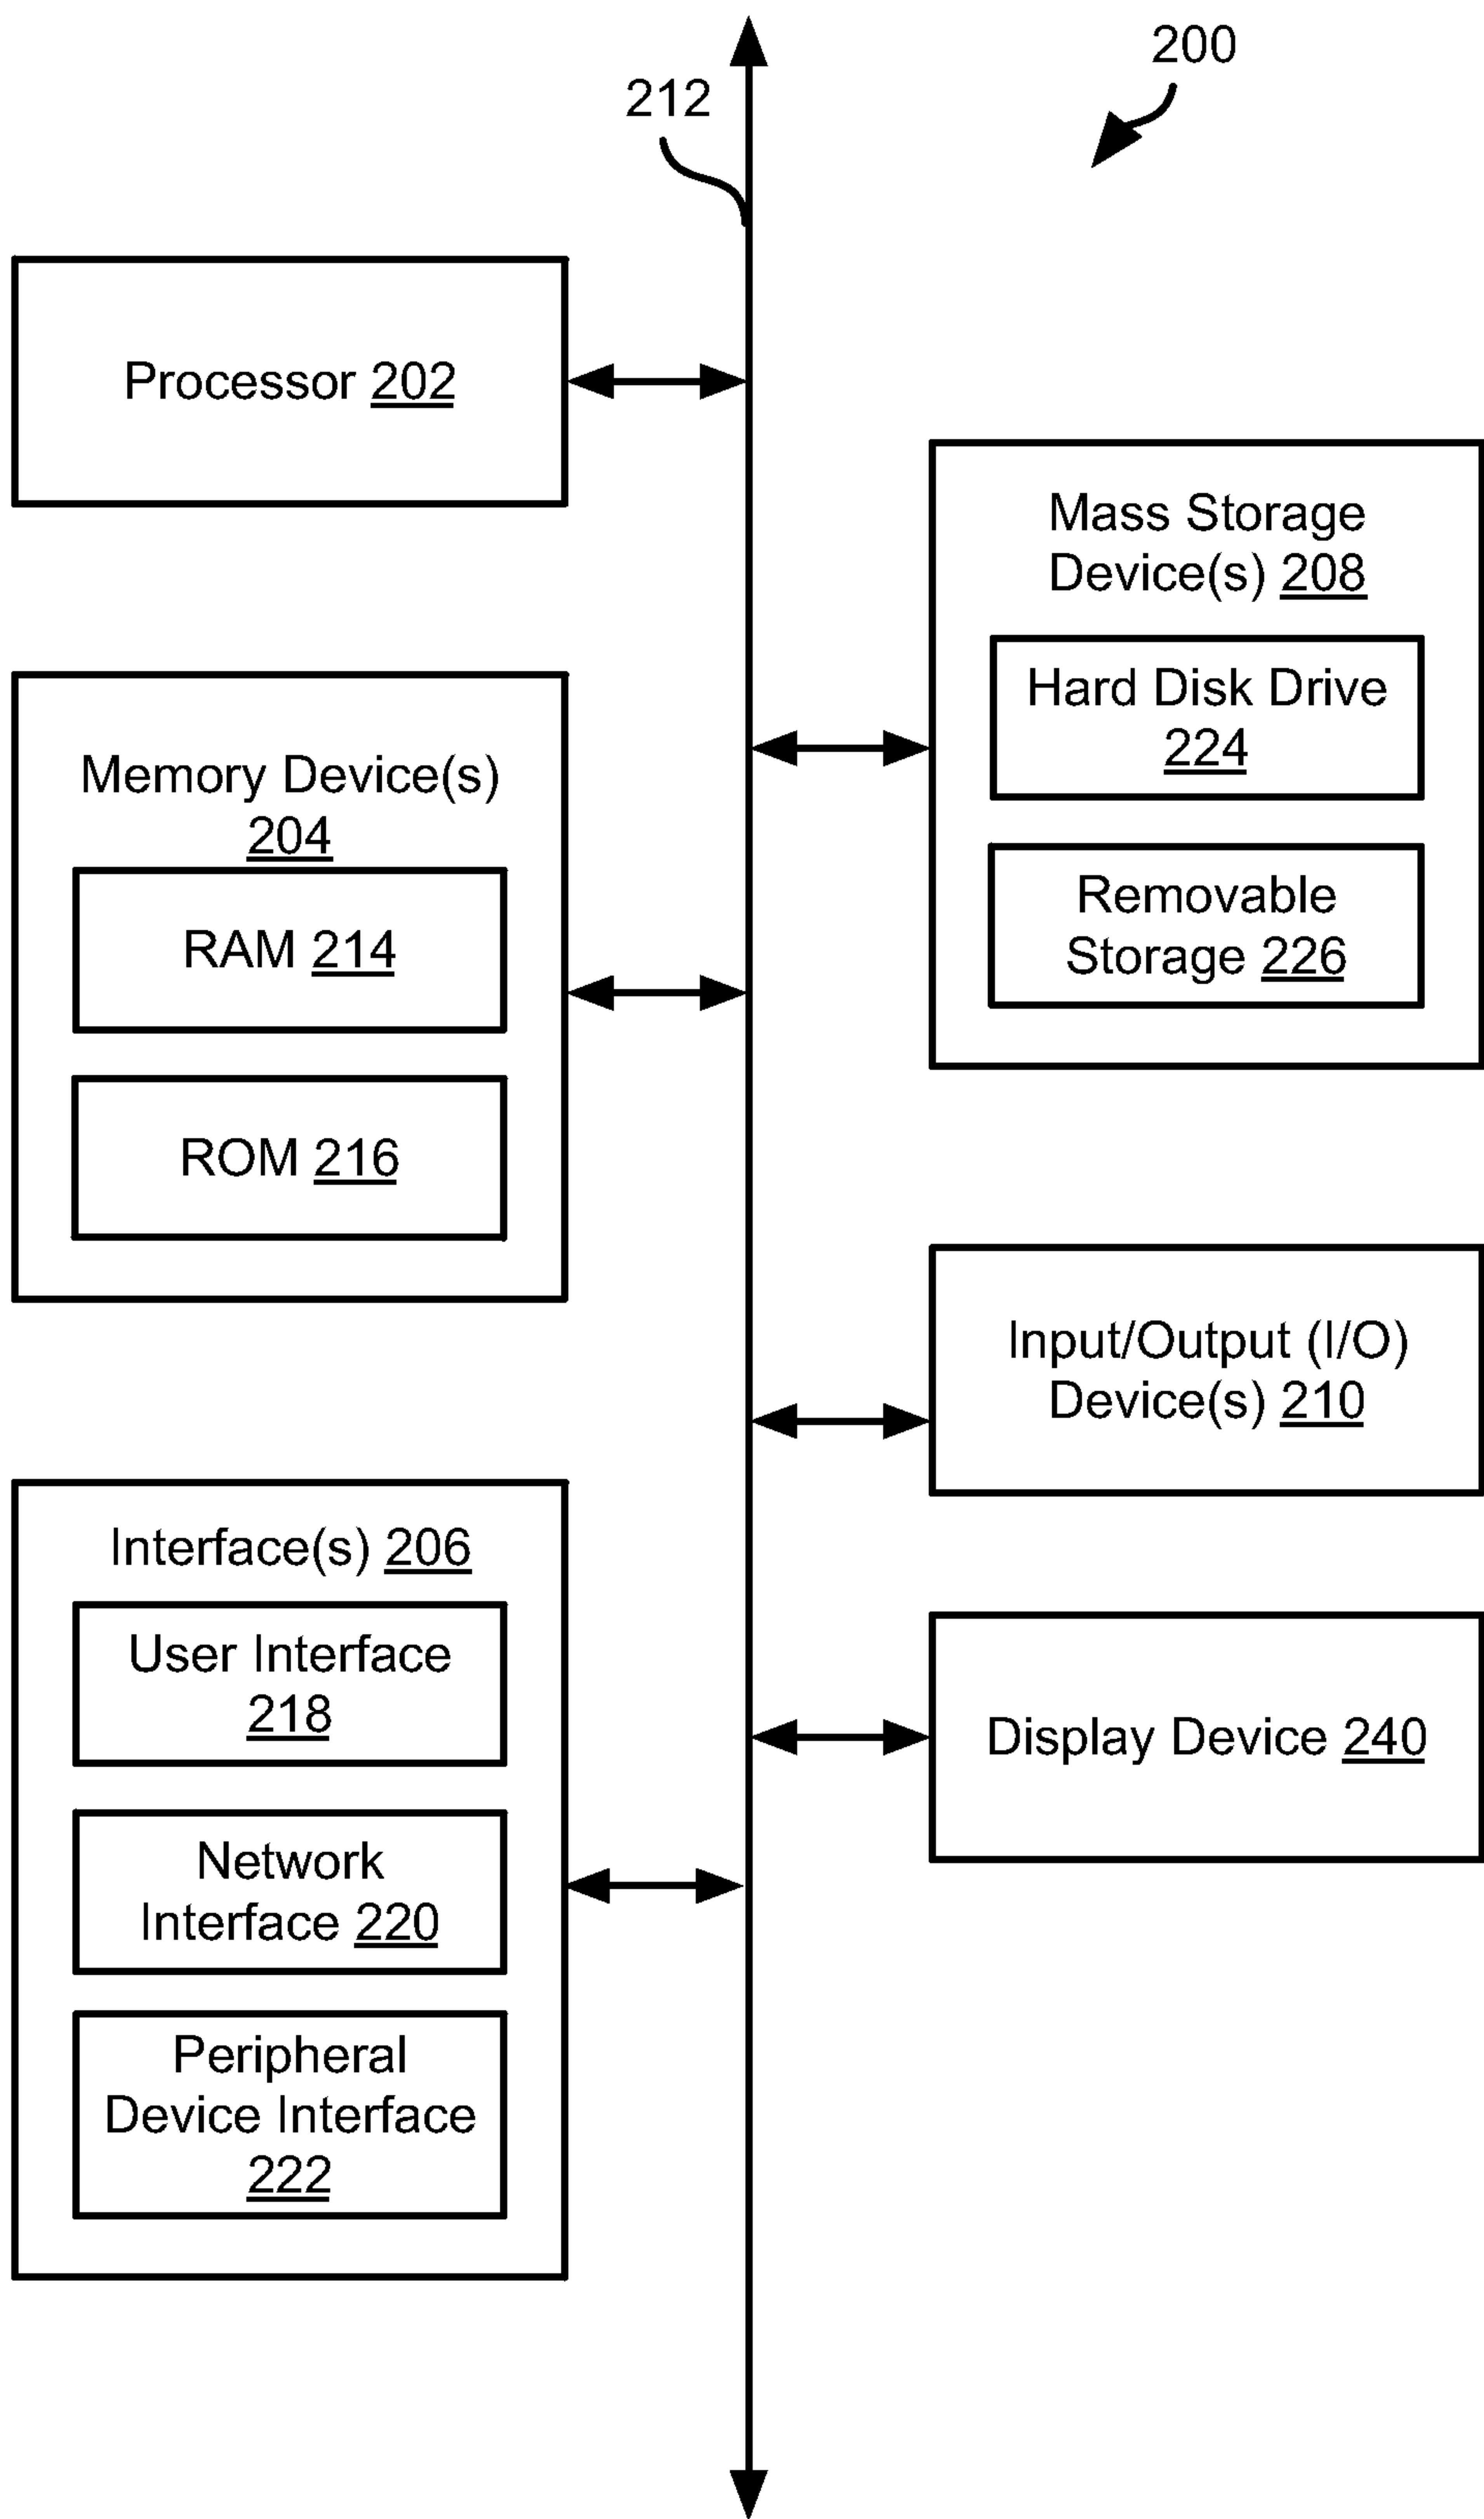 200
212
Processor 202
Mass Storage
Device(s) 208
Hard Disk Drive
224
Removable
Storage 226
Memory Device(s)
204
RAM 214
ROM 216
Input/Output (I/O)
Device(s) 210
Interface(s) 206
User Interface
218
Network
Interface 220
Peripheral
Device Interface
222
Display Device 240